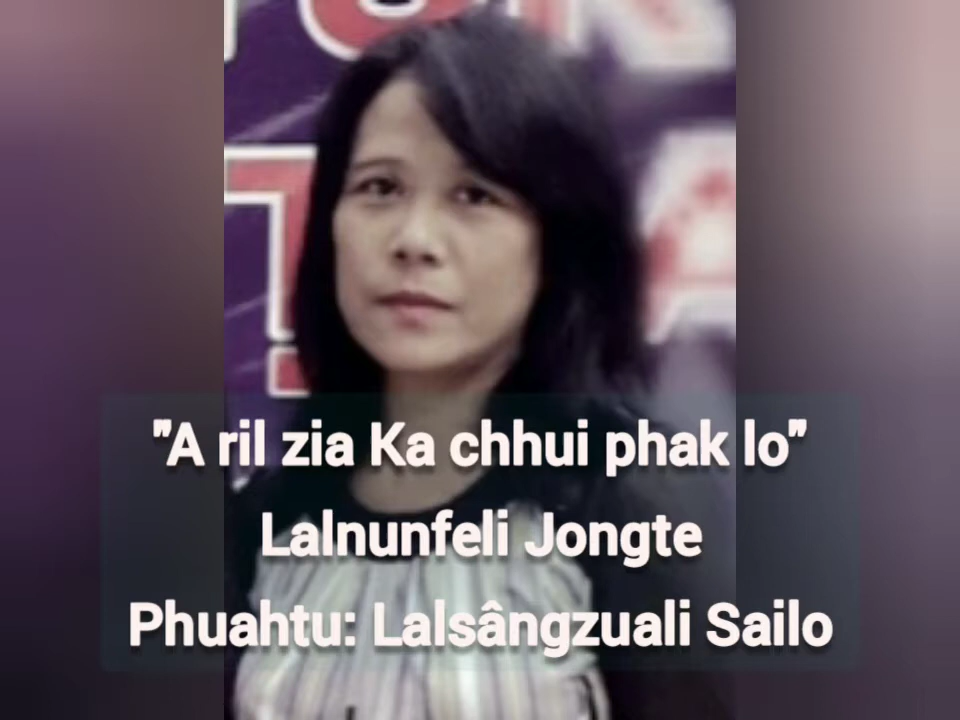 "A ril zia Ka chhui phak lo"
Lalnunfeli Jongte
Phuahtu: Lalsângzuali Sailo